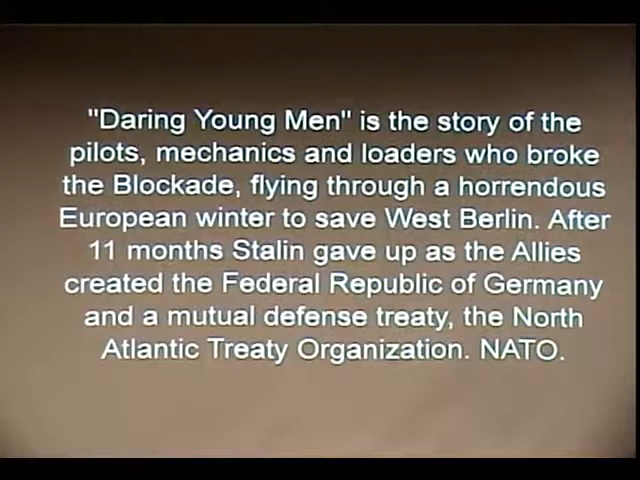 "Daring Young Men" is the story of the
pilots, mechanics and loaders who broke
the Blockade, flying through a horrendous
European winter to save West Berlin. After
11 months Stalin gave up as the Allies
created the Federal Republic of Germany
and a mutual defense treaty, the North
Atlantic Treaty Organization. NATO.